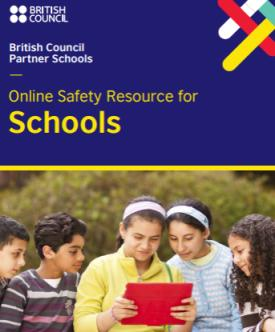 BRITISH
COUNCIL
British Council
Partner Schools
Online Safety Resource for
Schools